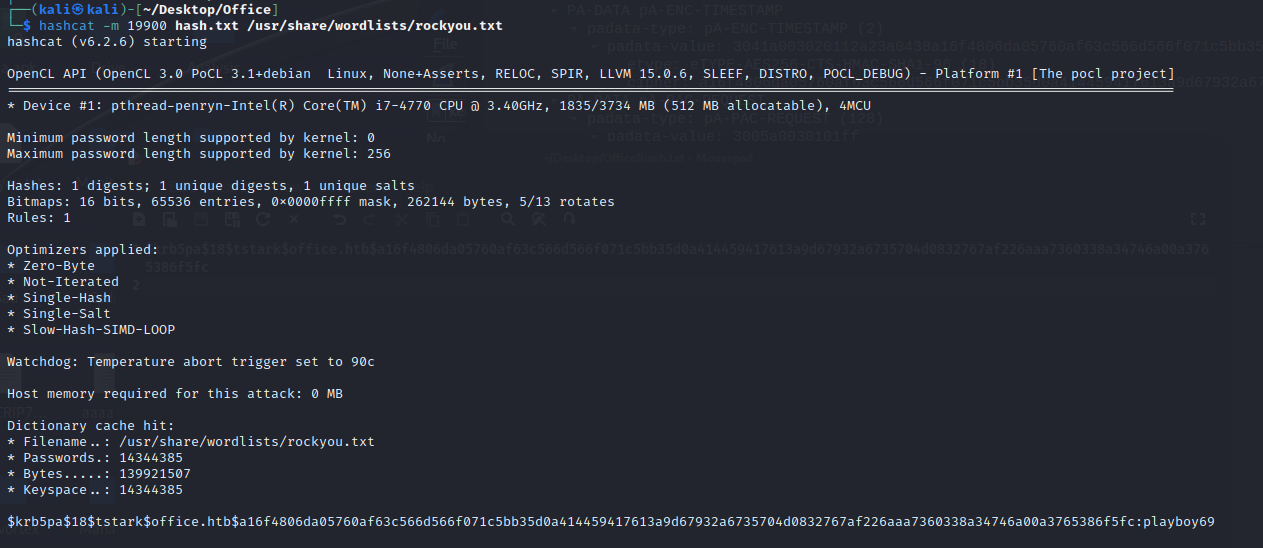 (kali㉿kali)-[~/Desktop/Office]
$ hashcat -m 19900 hash.txt /usr/share/wordlists/rockyou.txt
hashcat (v6.2.6) starting
OpenCL API (OpenCL 3.0 PoCL 3.1+debian  Linux, None+Asserts, RELOC, SPIR, LLVM 15.0.6, SLEEF, DISTRO, POCL_DEBUG) - Platform #1 [The pocl project]
* Device #1: pthread-penryn-Intel(R) Core(TM) i7-4770 CPU @ 3.40GHz, 1835/3734 MB (512 MB allocatable), 4MCU
Minimum password length supported by kernel: 0
Maximum password length supported by kernel: 256
Hashes: 1 digests; 1 unique digests, 1 unique salts
Bitmaps: 16 bits, 65536 entries, 0×0000ffff mask, 262144 bytes, 5/13 rotates
Rules: 1
Optimizers applied:
* Zero-Byte
* Not-Iterated
* Single-Hash
* Single-Salt
* Slow-Hash-SIMD-LOOP
Watchdog: Temperature abort trigger set to 90c
Host memory required for this attack: 0 MB
Dictionary cache hit:
* Filename..: /usr/share/wordlists/rockyou.txt
* Passwords.: 14344385
* Bytes.....: 139921507
* Keyspace..: 14344385
$krb5pa$18$tstark$office.htb$a16f4806da05760af63c566d566f071c5bb35d0a414459417613a9d67932a6735704d0832767af226aaa7360338a34746a00a3765386f5fc:playboy69